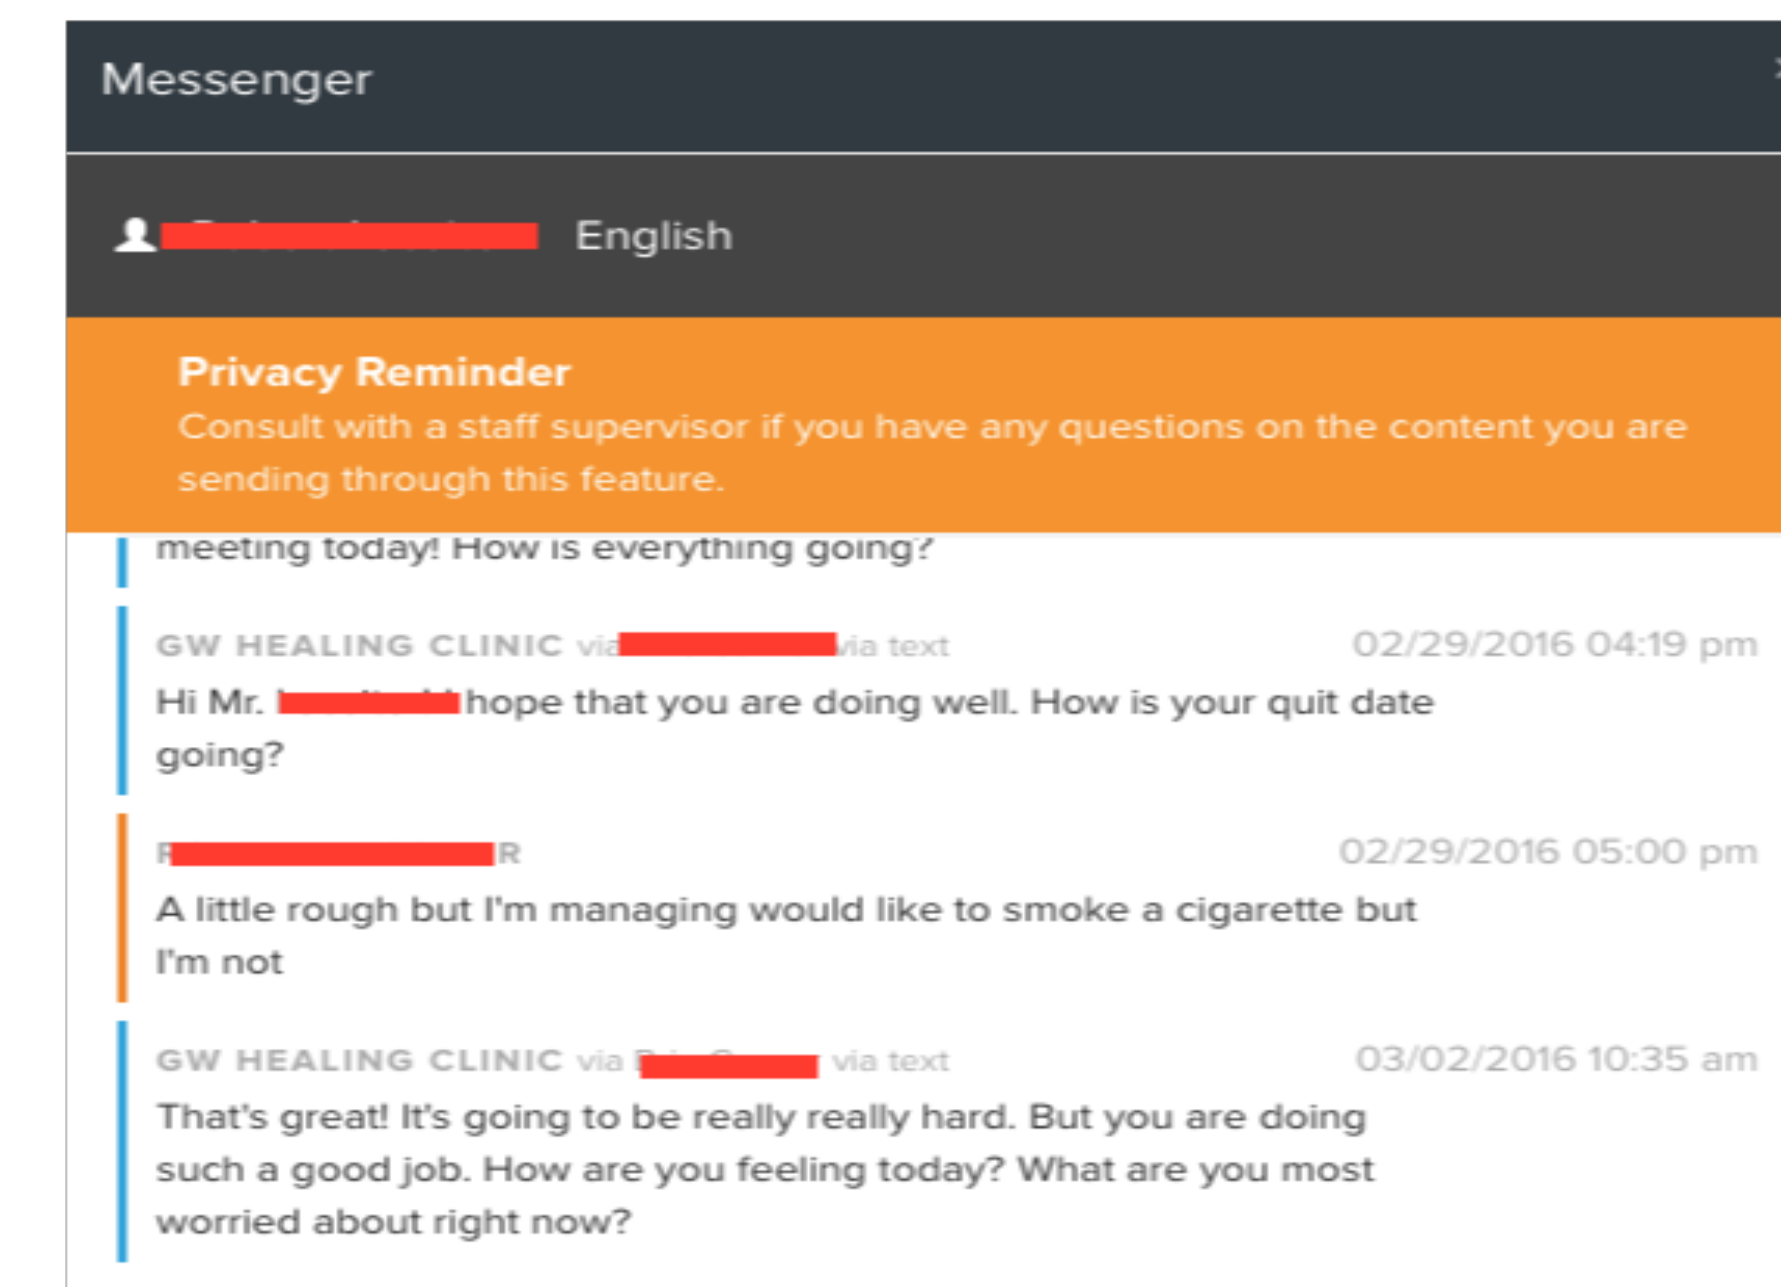 Messenger
English
Privacy Reminder
Consult with a staff supervisor if you have any questions on the content you are
sending through this feature.
meeting today! How is everything going?
GW HEALING CLINIC via via text 02/29/2016 04:19 pm
Hi Mr. hope that you are doing well. How is your quit date
going?
R 02/29/2016 05:00 pm
A little rough but I'm managing would like to smoke a cigarette but
I'm not
GW HEALING CLINIC via via text 03/02/2016 10:35 am
That's great! It's going to be really really hard. But you are doing
such a good job. How are you feeling today? What are you most
worried about right now?